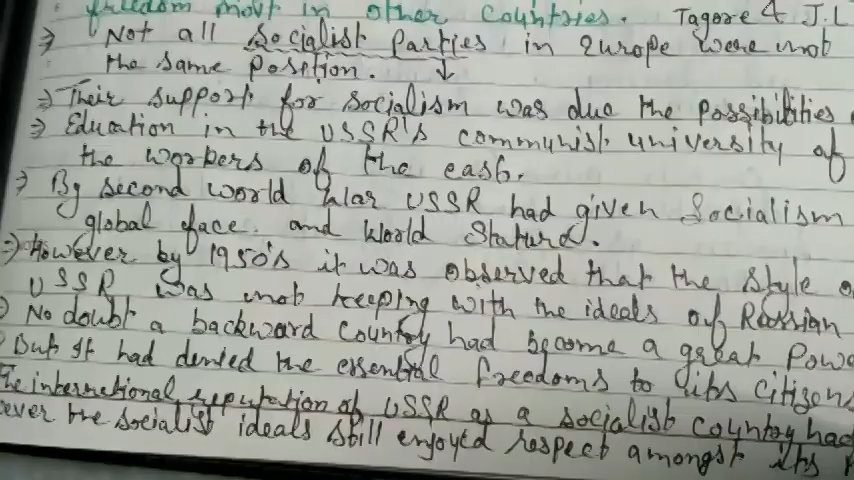 freedom movt in other countries. Tagore & J.L
⇒ Not all Socialist Parties in Europe were not
the same position. ↓
⇒ Their support for socialism was due the possibilities
⇒ Eduation in the USSR's communist university of
the workers of the east.
⇒ By second world War USSR had given Socialism
global face. and World Stature.
⇒ However by 1950's it was observed that the style o
USSR was not keeping with the ideals of Russian
No doubt a backward country had become a great Powe
But It had denied the essential freedoms to its citizens
The international reputation of USSR as a socialist country had
ever the socialist ideals still enjoyed respect amongst its